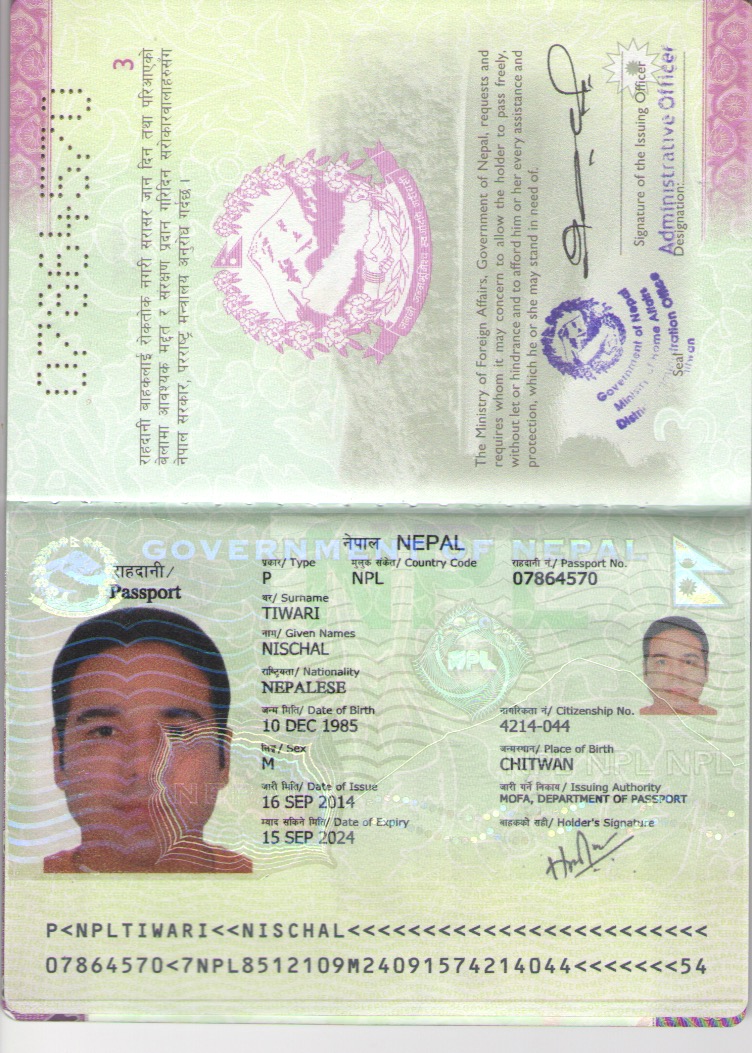 3
राहदानी बाहकलाई रोकतोक नगरी सरासर जान दिन तथा परिआएको
बेलामा आवश्यक मद्दत र संरक्षण प्रदान गरिदिन सरोकारवालाहरुसँग
नेपाल सरकार, परराष्ट्र मन्त्रालय अनुरोध गर्दछ ।
The Ministry of Foreign Affairs, Government of Nepal, requests and
requires whom it may concern to allow the holder to pass freely,
without let or hindrance and to afford him or her every assistance and
protection, which he or she may stand in need of.
Signature of the Issuing Officer
Administrative Officer
Designation:
Seal
Government of Nepal
Ministry of Home Affairs
07864570
GOVERNMENT OF NEPAL
नेपाल NEPAL
राहदानी/
Passport
प्रकार/ Type
P
मुलुक संकेत/ Country Code
NPL
राहदानी नं./ Passport No.
07864570
थर/ Surname
TIWARI
नाम/ Given Names
NISCHAL
राष्ट्रियता/ Nationality
NEPALESE
जन्म मिति/ Date of Birth
10 DEC 1985
नागरिकता नं/ Citizenship No.
4214-044
लिङ्ग/ Sex
M
जन्मस्थान/ Place of Birth
CHITWAN
जारी मिति/ Date of Issue
16 SEP 2014
जारी गर्ने निकाय/ Issuing Authority
MOFA, DEPARTMENT OF PASSPORT
म्याद सकिने मिति/ Date of Expiry
15 SEP 2024
वाहकको सही/ Holder's Signature
NPL
NPL NPL
P<NPLTIWARI<<NISCHAL<<<<<<<<<<<<<<<<<<<<<<<<
07864570<7NPL8512109M24091574214044<<<<<<<54